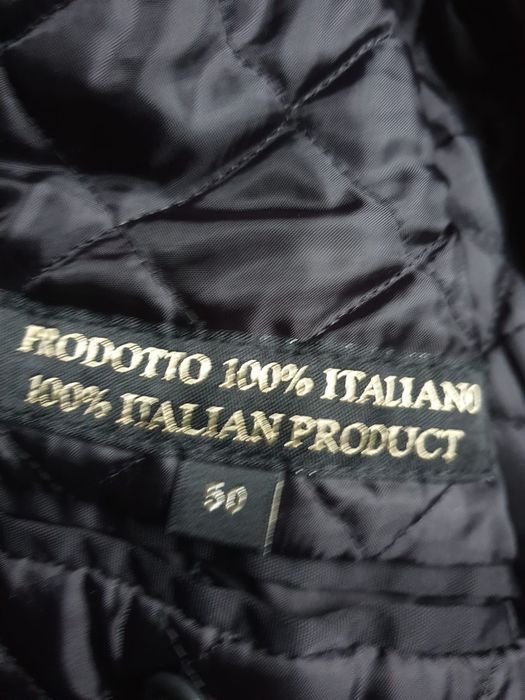 PRODOTTO 100% ITALIANO
100% ITALIAN PRODUCT
50